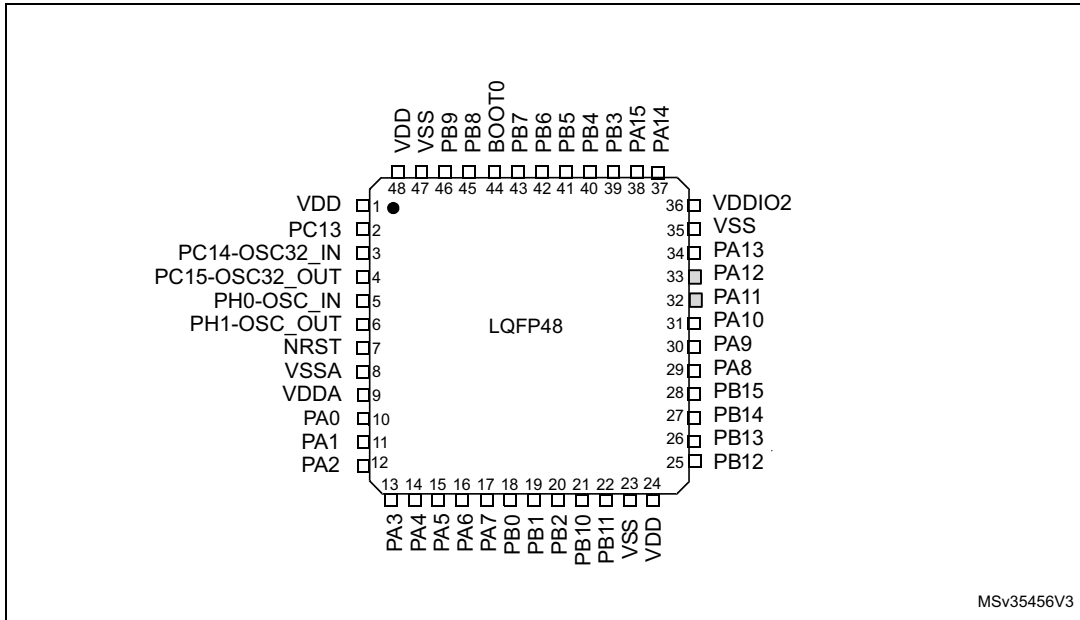 VDD
VSS
PB9
PB8
BOOT0
PB7
PB6
PB5
PB4
PB3
PA15
PA14
48 47 46 45 44 43 42 41 40 39 38 37
VDD 1
PC13 2
PC14-OSC32_IN 3
PC15-OSC32_OUT 4
PH0-OSC_IN 5
PH1-OSC_OUT 6
NRST 7
VSSA 8
VDDA 9
PA0 10
PA1 11
PA2 12
LQFP48
36 VDDIO2
35 VSS
34 PA13
33 PA12
32 PA11
31 PA10
30 PA9
29 PA8
28 PB15
27 PB14
26 PB13
25 PB12
13 14 15 16 17 18 19 20 21 22 23 24
PA3
PA4
PA5
PA6
PA7
PB0
PB1
PB2
PB10
PB11
VSS
VDD
MSv35456V3